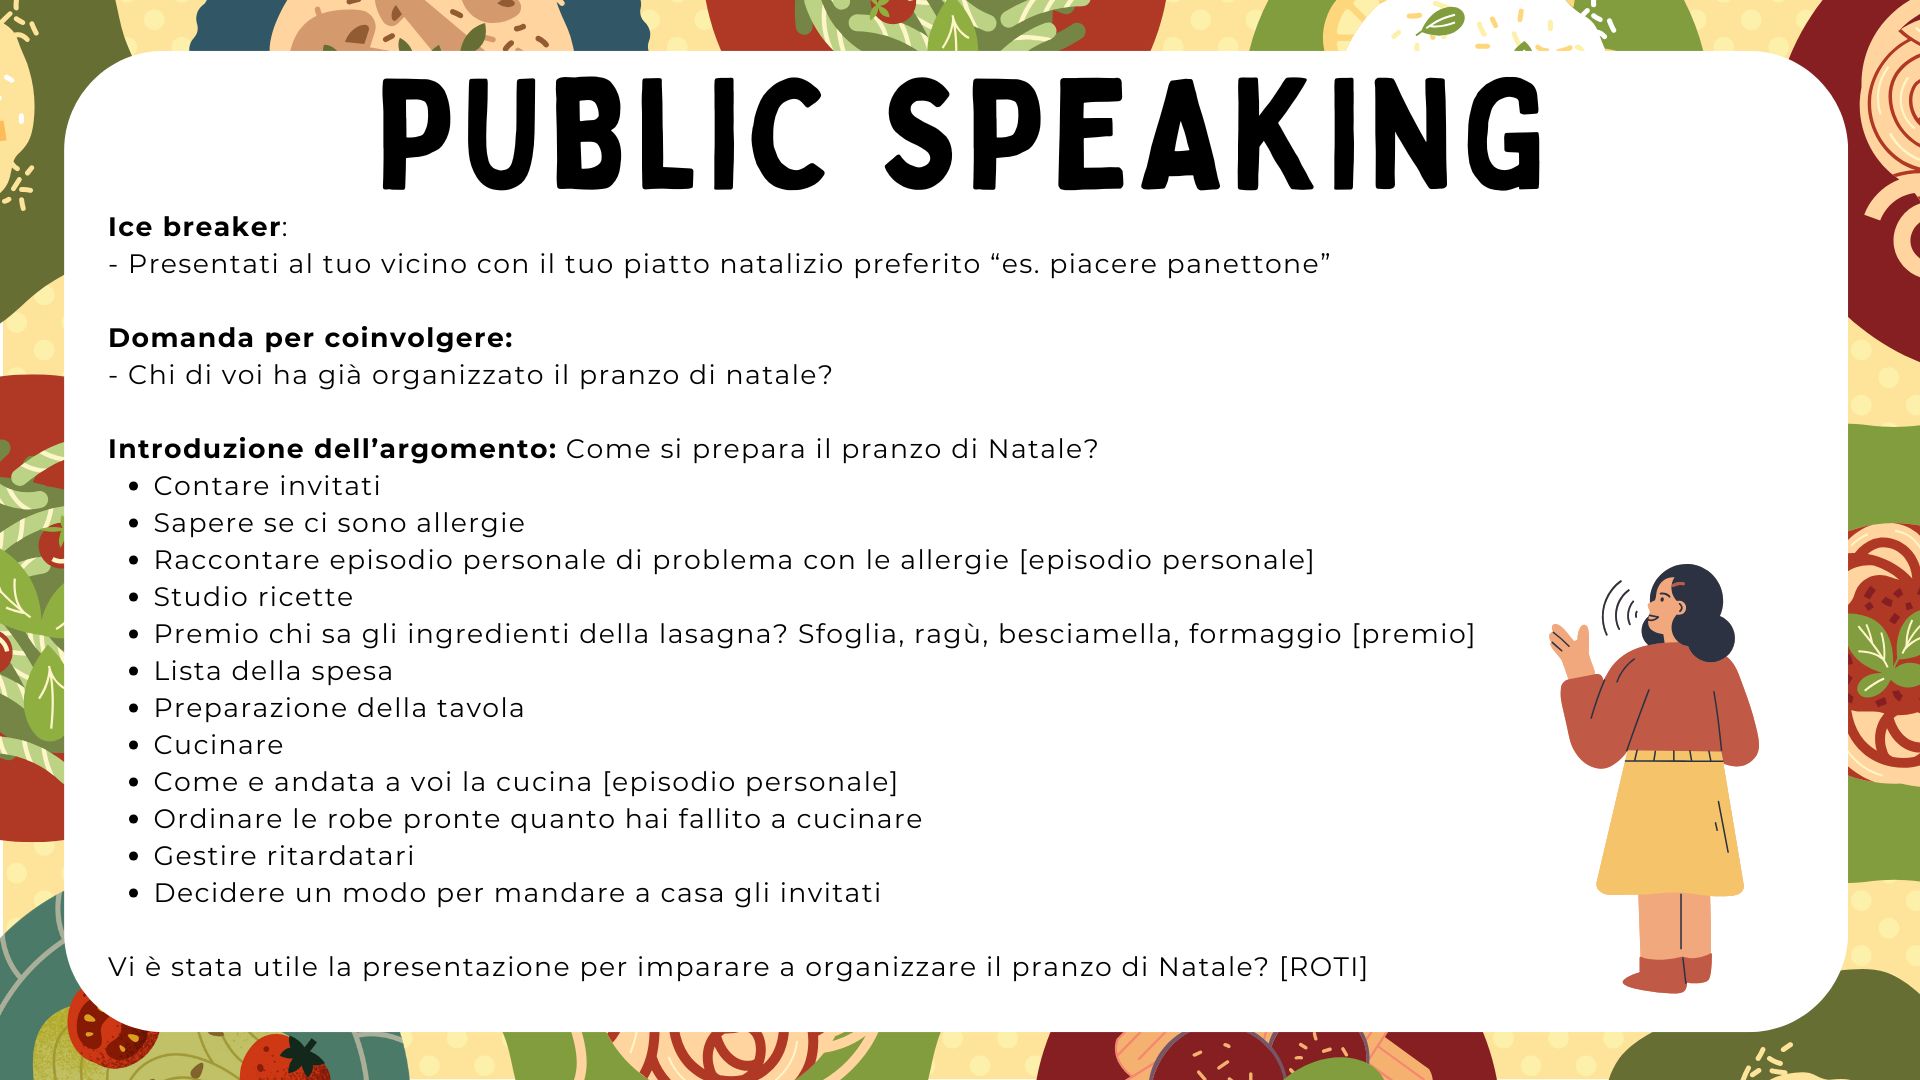 PUBLIC SPEAKING
Ice breaker:
- Presentati al tuo vicino con il tuo piatto natalizio preferito “es. piacere panettone”
Domanda per coinvolgere:
- Chi di voi ha già organizzato il pranzo di natale?
Introduzione dell’argomento: Come si prepara il pranzo di Natale?
• Contare invitati
• Sapere se ci sono allergie
• Raccontare episodio personale di problema con le allergie [episodio personale]
• Studio ricette
• Premio chi sa gli ingredienti della lasagna? Sfoglia, ragù, besciamella, formaggio [premio]
• Lista della spesa
• Preparazione della tavola
• Cucinare
• Come e andata a voi la cucina [episodio personale]
• Ordinare le robe pronte quanto hai fallito a cucinare
• Gestire ritardatari
• Decidere un modo per mandare a casa gli invitati
Vi è stata utile la presentazione per imparare a organizzare il pranzo di Natale? [ROTI]